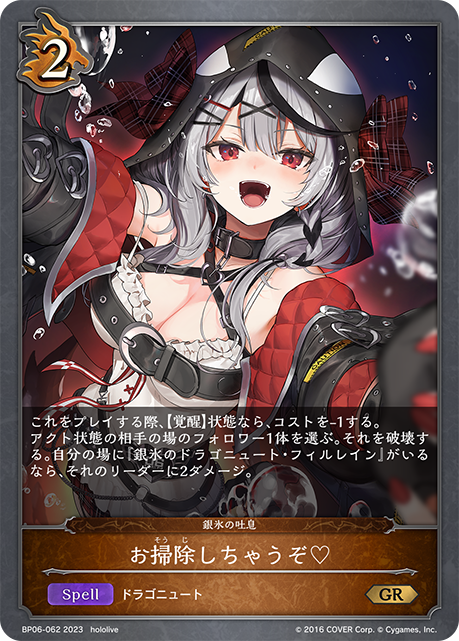 2
これをプレイする際、【覚醒】状態なら、コストを-1する。
アクト状態の相手の場のフォロワー1体を選ぶ。それを破壊す
る。自分の場に『銀氷のドラゴニュート・フィルレイン』がいる
なら、それのリーダーに2ダメージ。
銀氷の吐息
そうじ
お掃除しちゃうぞ♡
Spell ドラゴニュート GR
BP06-062 2023 hololive © 2016 COVER Corp. © Cygames, Inc.